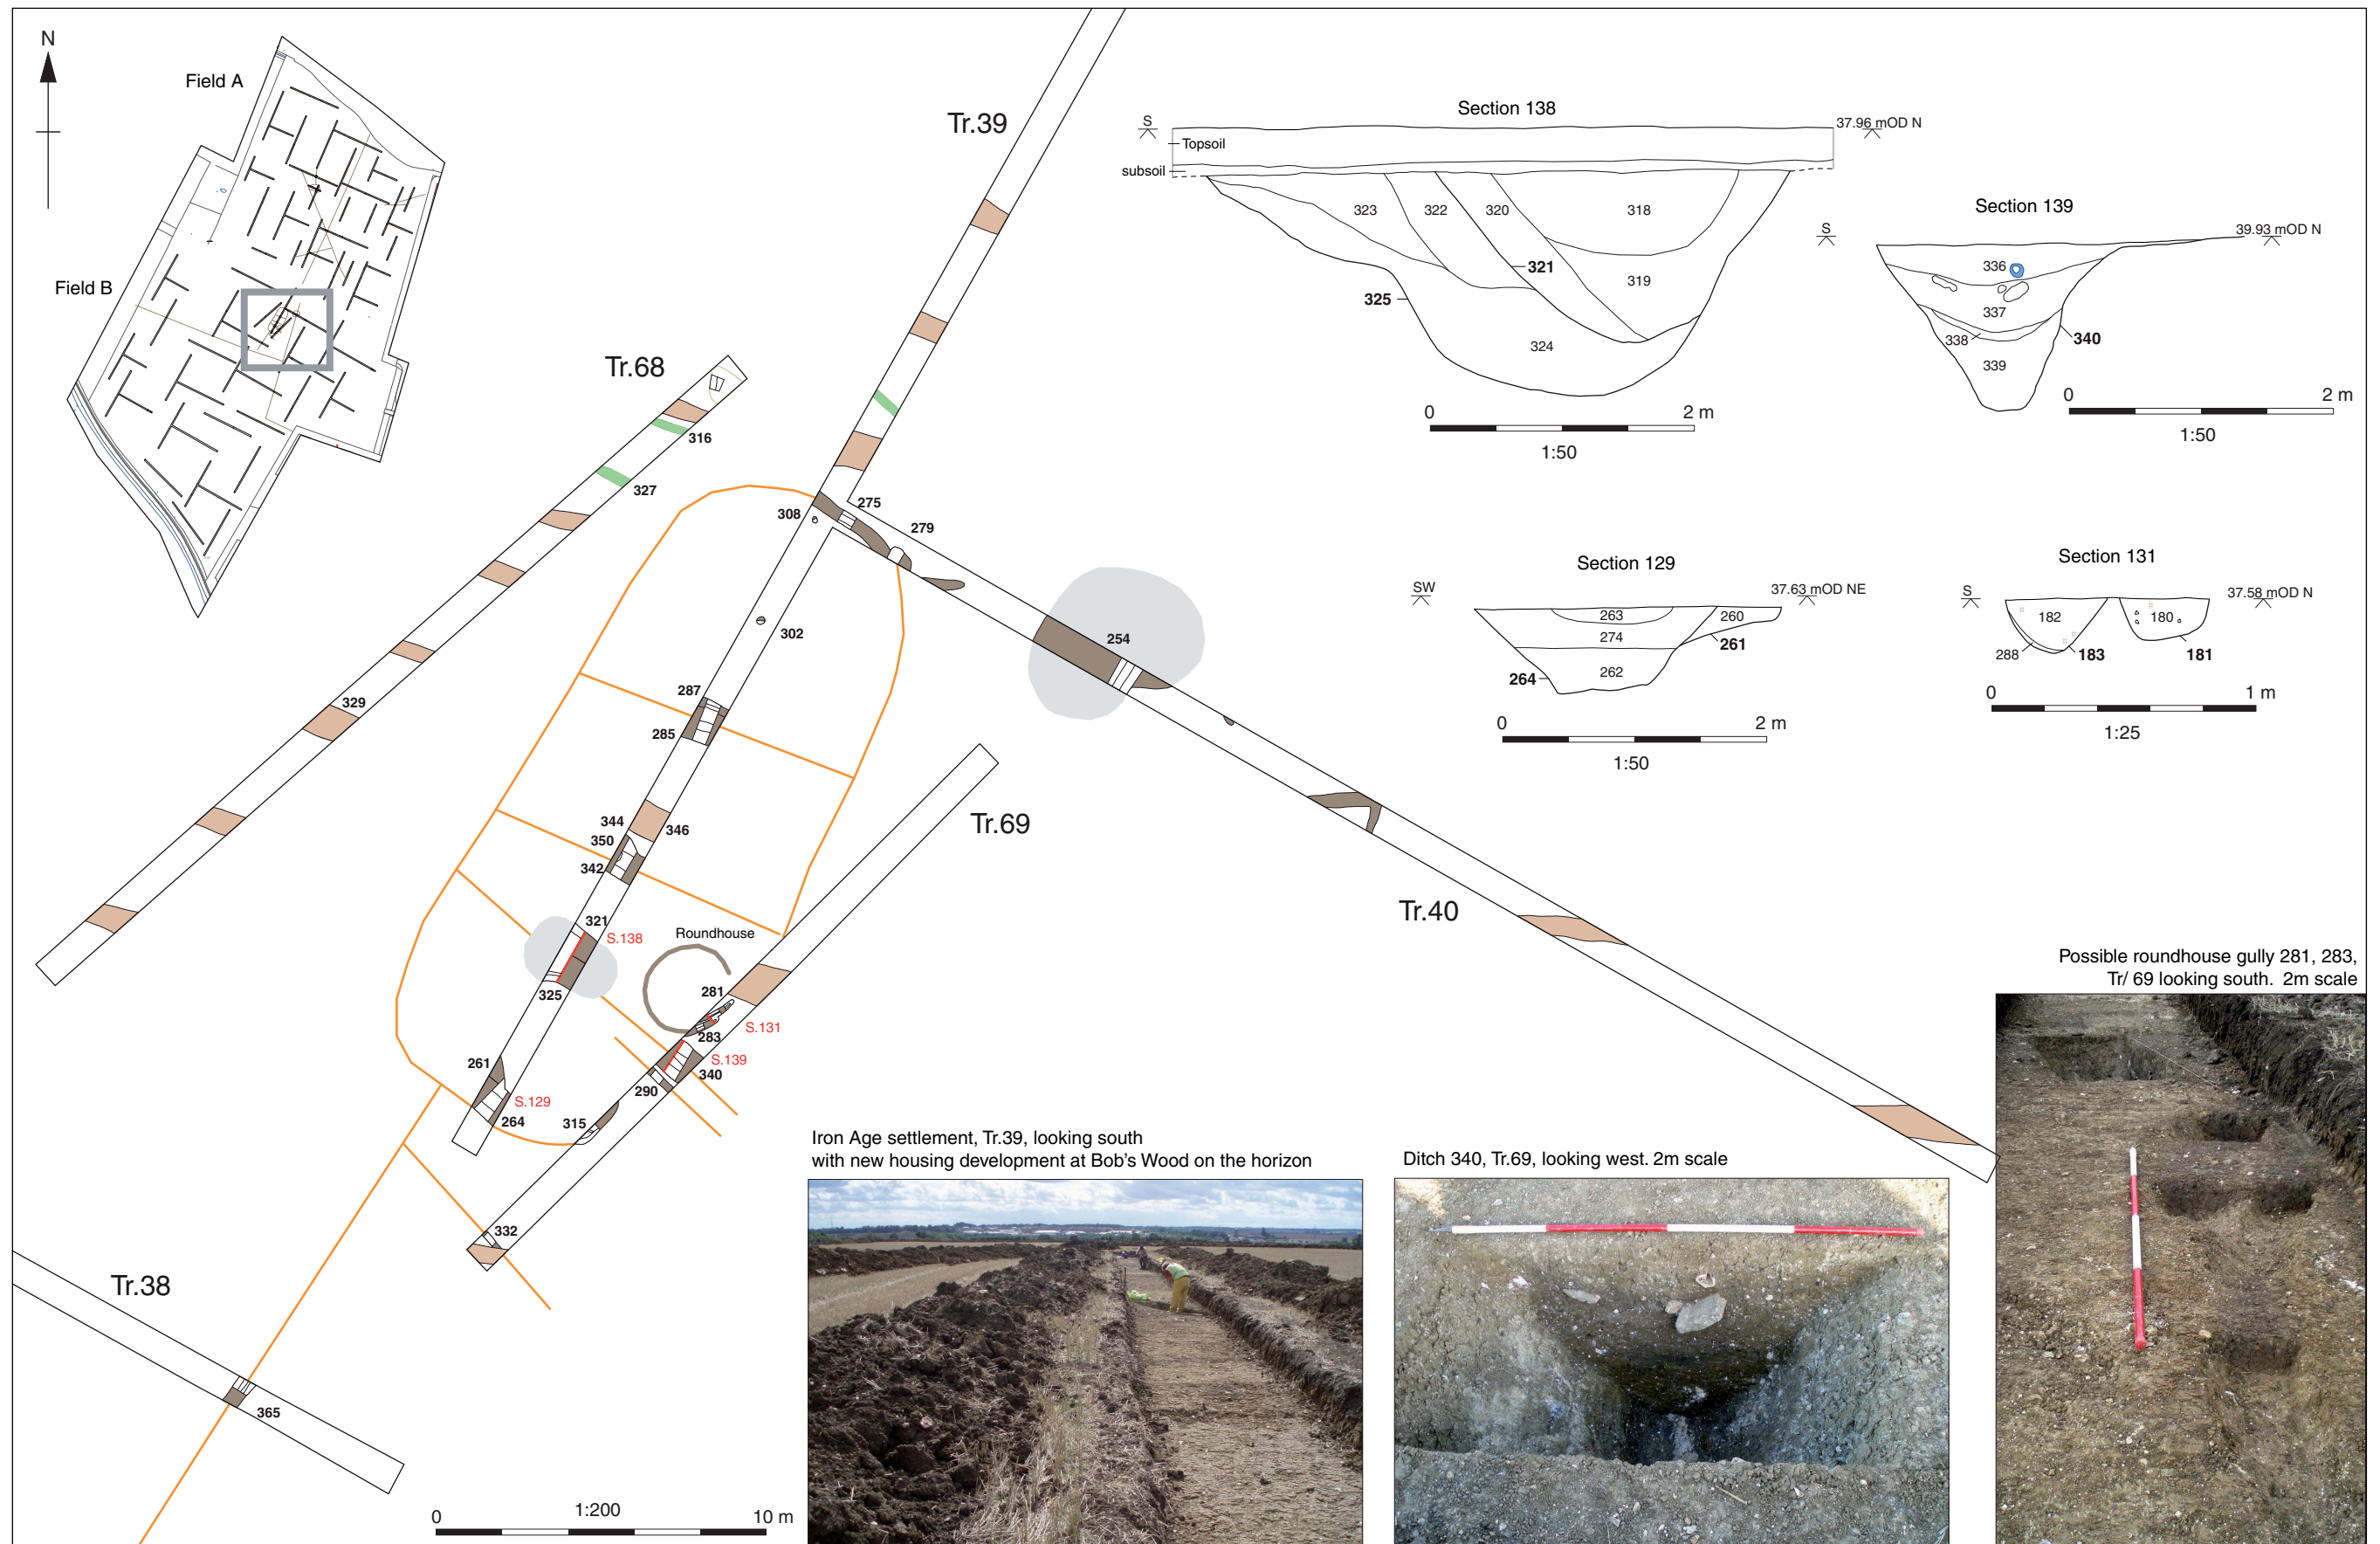 N
Field A
Field B
Tr.39
Tr.68
316
327
308
275
279
302
254
329
287
285
344
346
350
342
Tr.69
321
S.138
Roundhouse
325
281
S.131
283
S.139
340
290
261
S.129
264
315
332
Tr.40
Tr.38
365
0
1:200
10 m
Section 138
S
37.96 mOD N
Topsoil
subsoil
323
322
320
318
321
319
325
324
0
2 m
1:50
Section 139
S
39.93 mOD N
336
337
338
340
339
0
2 m
1:50
Section 129
SW
37.63 mOD NE
263
260
274
261
262
264
0
2 m
1:50
Section 131
S
37.58 mOD N
182
180
288
183
181
0
1 m
1:25
Iron Age settlement, Tr.39, looking south
with new housing development at Bob's Wood on the horizon
Ditch 340, Tr.69, looking west. 2m scale
Possible roundhouse gully 281, 283,
Tr/ 69 looking south. 2m scale